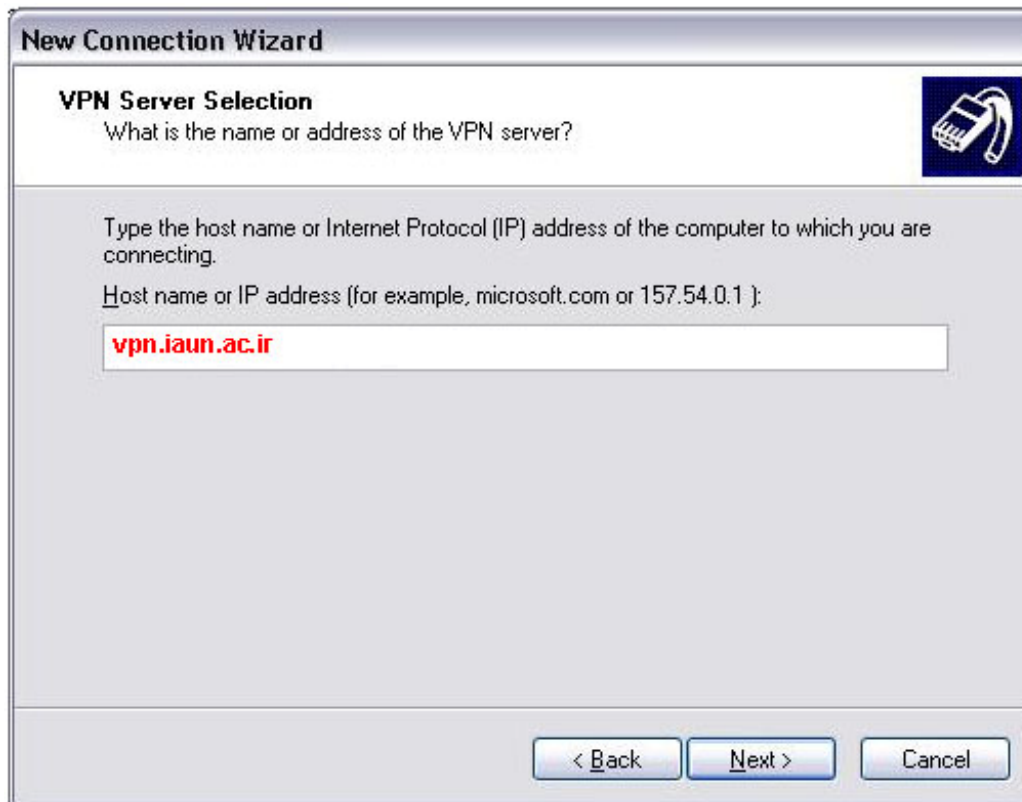 New Connection Wizard
VPN Server Selection
What is the name or address of the VPN server?
Type the host name or Internet Protocol (IP) address of the computer to which you are
connecting.
Host name or IP address (for example, microsoft.com or 157.54.0.1 ):
vpn.iaun.ac.ir
< Back
Next >
Cancel